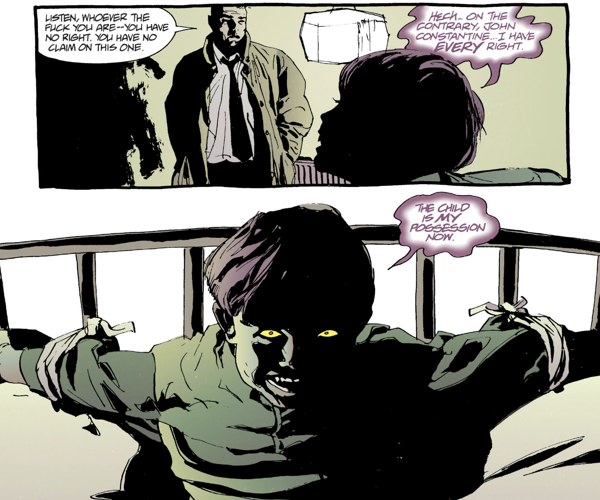 LISTEN, WHOEVER THE
FUCK YOU ARE--YOU HAVE
NO RIGHT. YOU HAVE NO
CLAIM ON THIS ONE.
HECH... ON THE
CONTRARY, JOHN
CONSTANTINE...I HAVE
EVERY RIGHT.
THE CHILD
IS MY
POSSESSION
NOW.